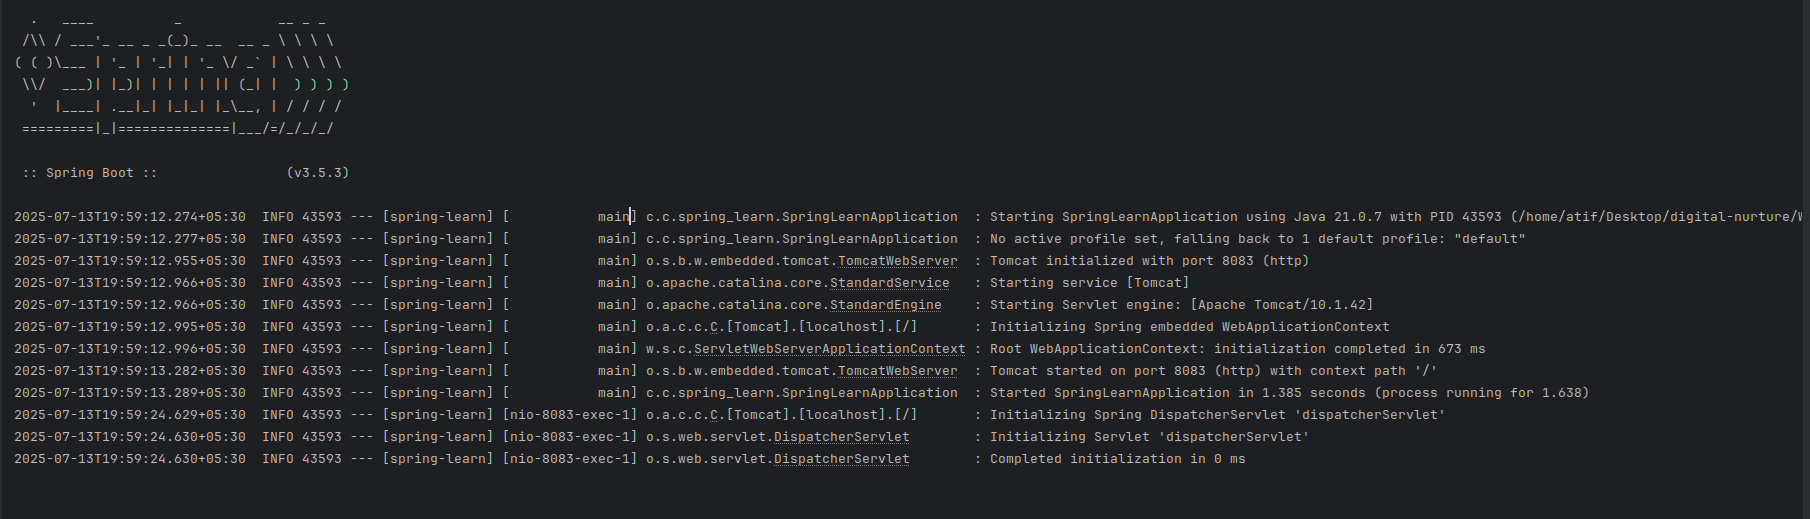 .   ____          _            __ _ _
 /\\ / ___'_ __ _ _(_)_ __  __ _ \ \ \ \
( ( )\___ | '_ | '_| | '_ \/ _` | \ \ \ \
 \\/  ___)| |_)| | | | | || (_| |  ) ) ) )
  '  |____| .__|_| |_|_| |_\__, | / / / /
 =========|_|==============|___/=/_/_/_/

 :: Spring Boot ::                (v3.5.3)

2025-07-13T19:59:12.274+05:30  INFO 43593 --- [spring-learn] [           main] c.c.spring_learn.SpringLearnApplication  : Starting SpringLearnApplication using Java 21.0.7 with PID 43593 (/home/atif/Desktop/digital-nurture/
2025-07-13T19:59:12.277+05:30  INFO 43593 --- [spring-learn] [           main] c.c.spring_learn.SpringLearnApplication  : No active profile set, falling back to 1 default profile: "default"
2025-07-13T19:59:12.955+05:30  INFO 43593 --- [spring-learn] [           main] o.s.b.w.embedded.tomcat.TomcatWebServer  : Tomcat initialized with port 8083 (http)
2025-07-13T19:59:12.966+05:30  INFO 43593 --- [spring-learn] [           main] o.apache.catalina.core.StandardService   : Starting service [Tomcat]
2025-07-13T19:59:12.966+05:30  INFO 43593 --- [spring-learn] [           main] o.apache.catalina.core.StandardEngine    : Starting Servlet engine: [Apache Tomcat/10.1.42]
2025-07-13T19:59:12.995+05:30  INFO 43593 --- [spring-learn] [           main] o.a.c.c.C.[Tomcat].[localhost].[/]       : Initializing Spring embedded WebApplicationContext
2025-07-13T19:59:12.996+05:30  INFO 43593 --- [spring-learn] [           main] w.s.c.ServletWebServerApplicationContext : Root WebApplicationContext: initialization completed in 673 ms
2025-07-13T19:59:13.282+05:30  INFO 43593 --- [spring-learn] [           main] o.s.b.w.embedded.tomcat.TomcatWebServer  : Tomcat started on port 8083 (http) with context path '/'
2025-07-13T19:59:13.289+05:30  INFO 43593 --- [spring-learn] [           main] c.c.spring_learn.SpringLearnApplication  : Started SpringLearnApplication in 1.385 seconds (process running for 1.638)
2025-07-13T19:59:24.629+05:30  INFO 43593 --- [spring-learn] [nio-8083-exec-1] o.a.c.c.C.[Tomcat].[localhost].[/]       : Initializing Spring DispatcherServlet 'dispatcherServlet'
2025-07-13T19:59:24.630+05:30  INFO 43593 --- [spring-learn] [nio-8083-exec-1] o.s.web.servlet.DispatcherServlet        : Initializing Servlet 'dispatcherServlet'
2025-07-13T19:59:24.630+05:30  INFO 43593 --- [spring-learn] [nio-8083-exec-1] o.s.web.servlet.DispatcherServlet        : Completed initialization in 0 ms